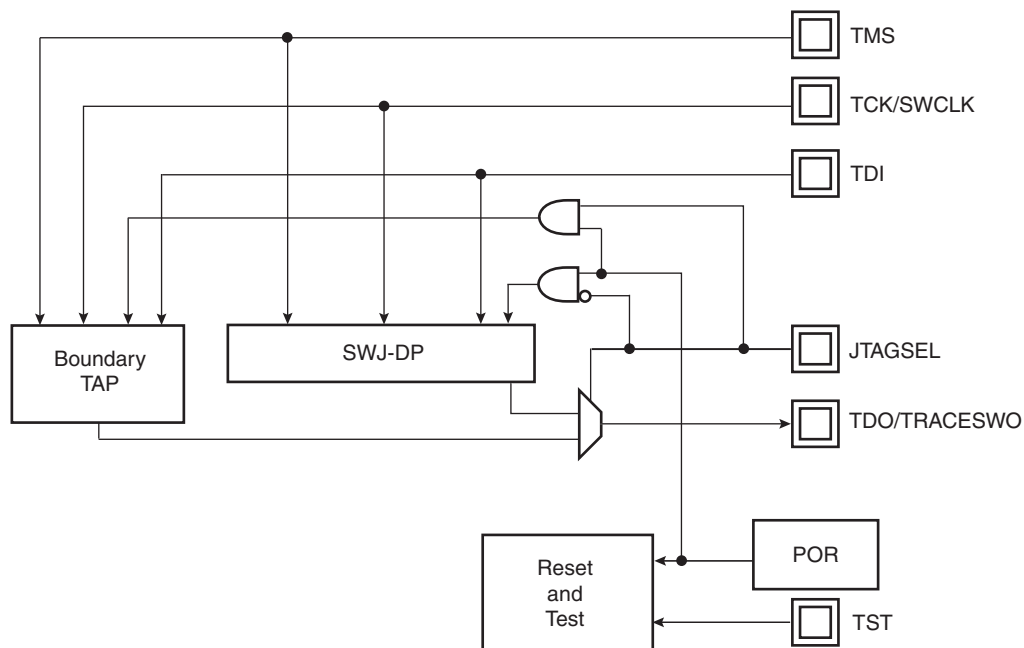 TMS
TCK/SWCLK
TDI
Boundary
TAP
SWJ-DP
JTAGSEL
TDO/TRACESWO
POR
Reset
and
Test
TST